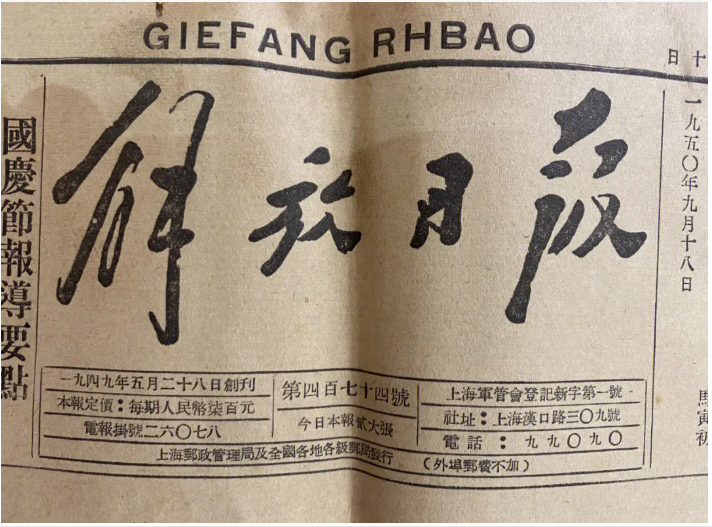 GIEFANG RHBAO
解放日报
國慶節報導要點
一九五〇年九月十八日
十日
一九四九年五月二十八日創刊
本報定價：每期人民幣柒百元
電報掛號二六〇七八
第四百七十四號
今日本報貳大張
上海軍管會登記新字第一號
社址：上海漢口路三〇九號
電話：九九〇九〇
上海郵政管理局及全國各地各級郵局發行（外埠郵費不加）
馬寅初